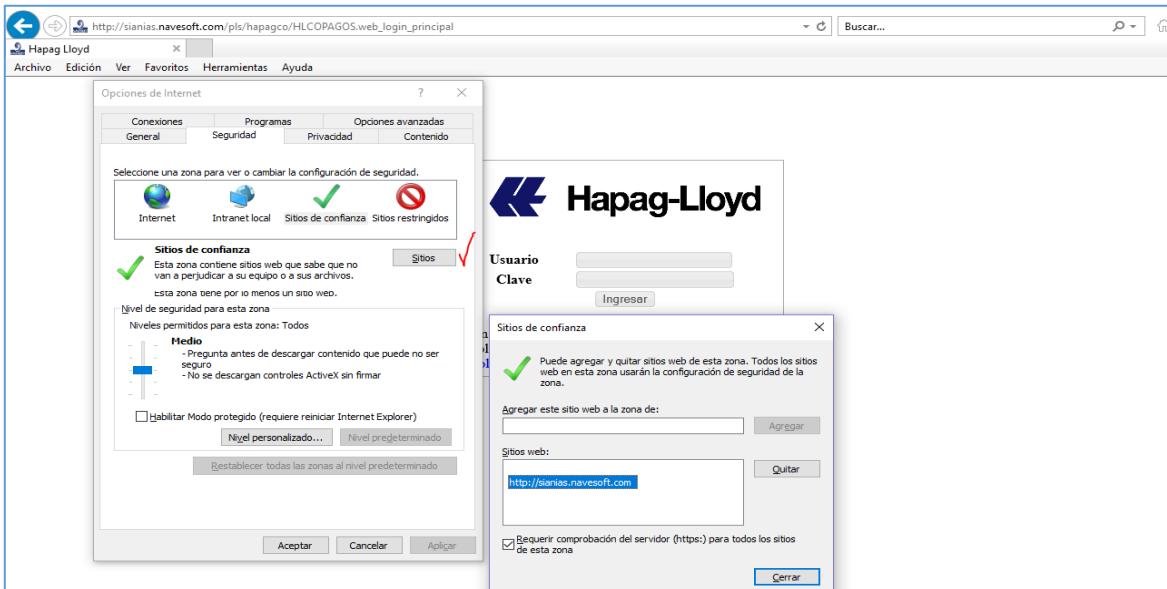 http://sianias.navesoft.com/pls/hapagco/HLCOPAGOS.web_login_principal
Buscar...
Hapag Lloyd
Archivo Edición Ver Favoritos Herramientas Ayuda
Opciones de Internet
Conexiones Programas Opciones avanzadas
General Seguridad Privacidad Contenido
Seleccione una zona para ver o cambiar la configuración de seguridad.
Internet Intranet local Sitios de confianza Sitios restringidos
Sitios de confianza
Sitios
Esta zona contiene sitios web que sabe que no
van a perjudicar a su equipo o a sus archivos.
Esta zona tiene por lo menos un sitio web.
Nivel de seguridad para esta zona
Niveles permitidos para esta zona: Todos
Medio
- Pregunta antes de descargar contenido que puede no ser
seguro
- No se descargan controles ActiveX sin firmar
Habilitar Modo protegido (requiere reiniciar Internet Explorer)
Nivel personalizado... Nivel predeterminado
Restablecer todas las zonas al nivel predeterminado
Aceptar Cancelar Aplicar
Hapag-Lloyd
Usuario
Clave
Ingresar
Sitios de confianza
Puede agregar y quitar sitios web de esta zona. Todos los sitios
web en esta zona usarán la configuración de seguridad de la
zona.
Agregar este sitio web a la zona de:
Agregar
Sitios web:
http://sianias.navesoft.com
Quitar
Requerir comprobación del servidor (https:) para todos los sitios
de esta zona
Cerrar